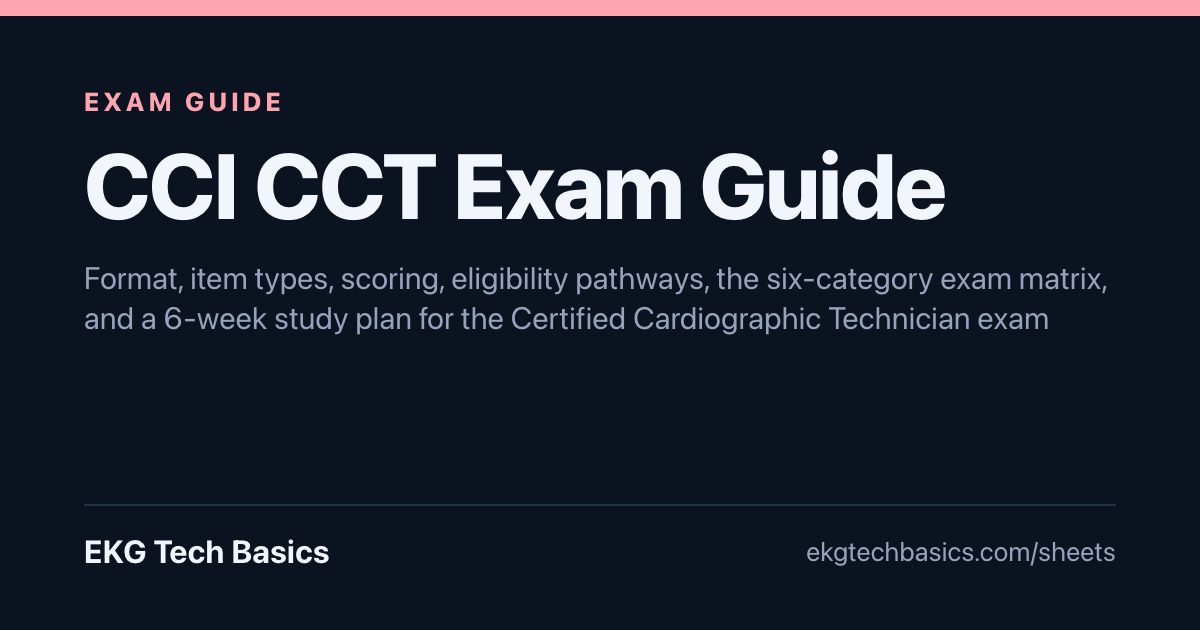 EXAM GUIDE
CCI CCT Exam Guide
Format, item types, scoring, eligibility pathways, the six-category exam matrix,
and a 6-week study plan for the Certified Cardiographic Technician exam
EKG Tech Basics
ekgtechbasics.com/sheets